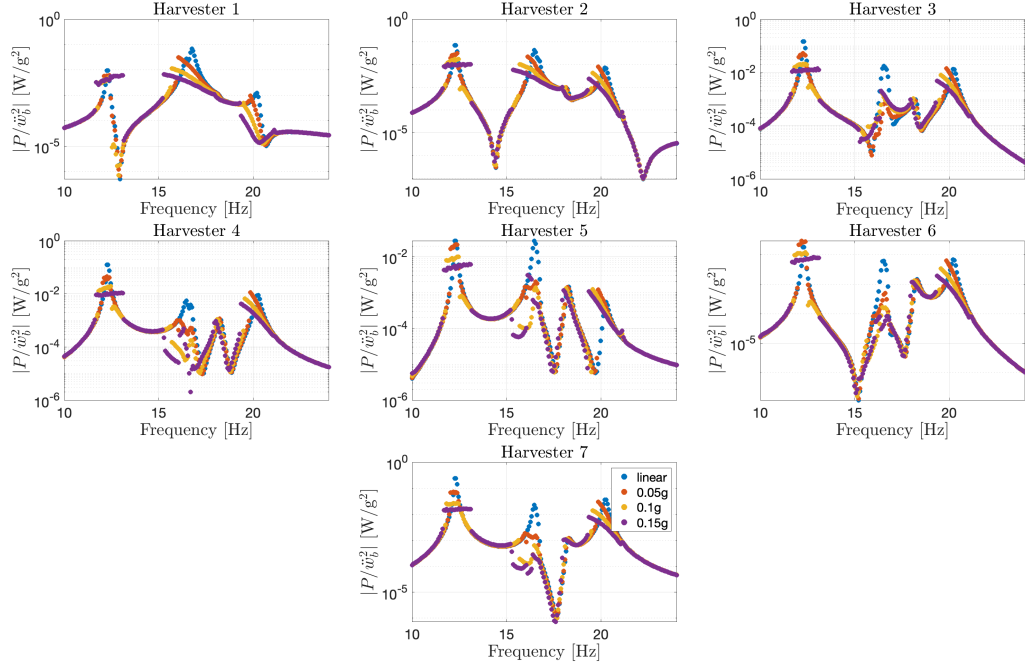 Harvester 1
|P/ẅ_b^2| [W/g^2]
10^0
10^-5
10
15
20
Frequency [Hz]
Harvester 2
|P/ẅ_b^2| [W/g^2]
10^0
10^-5
10
15
20
Frequency [Hz]
Harvester 3
|P/ẅ_b^2| [W/g^2]
10^0
10^-2
10^-4
10^-6
10
15
20
Frequency [Hz]
Harvester 4
|P/ẅ_b^2| [W/g^2]
10^0
10^-2
10^-4
10^-6
10
15
20
Frequency [Hz]
Harvester 5
|P/ẅ_b^2| [W/g^2]
10^-2
10^-4
10^-6
10
15
20
Frequency [Hz]
Harvester 6
|P/ẅ_b^2| [W/g^2]
10^-5
10
15
20
Frequency [Hz]
Harvester 7
|P/ẅ_b^2| [W/g^2]
10^0
10^-5
10
15
20
Frequency [Hz]
linear
0.05g
0.1g
0.15g